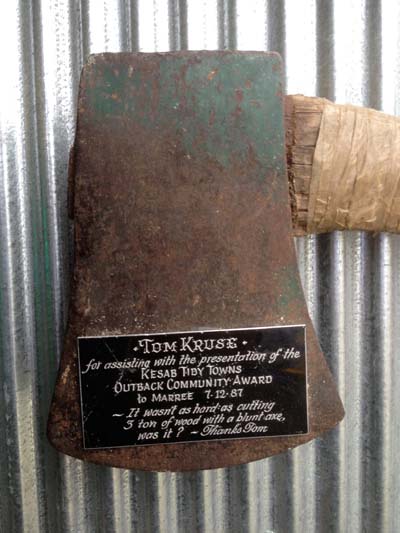 · TOM KRUSE ·
for assisting with the presentation of the
KESAB TIDY TOWNS
OUTBACK COMMUNITY AWARD
to MARREE 7·12·87
~ It wasn't as hard as cutting
3 ton of wood with a blunt axe,
was it? ~ Thanks Tom